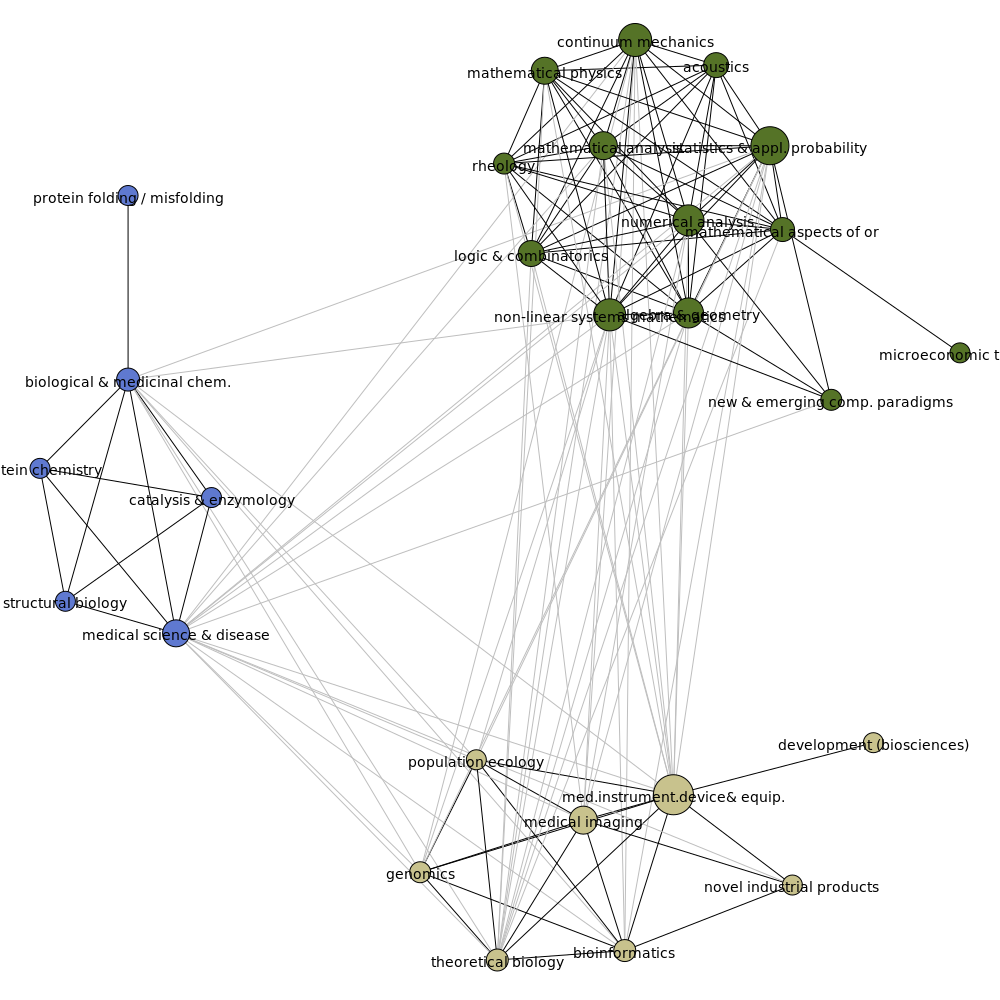 continuum mechanics
acoustics
mathematical physics
mathematical analysis
statistics & appl. probability
rheology
protein folding / misfolding
numerical analysis
mathematical aspects of or
logic & combinatorics
non-linear systems mathematics
algebra & geometry
microeconomic t
biological & medicinal chem.
new & emerging comp. paradigms
tein chemistry
catalysis & enzymology
structural biology
medical science & disease
development (biosciences)
population ecology
med.instrument.device& equip.
medical imaging
genomics
novel industrial products
bioinformatics
theoretical biology